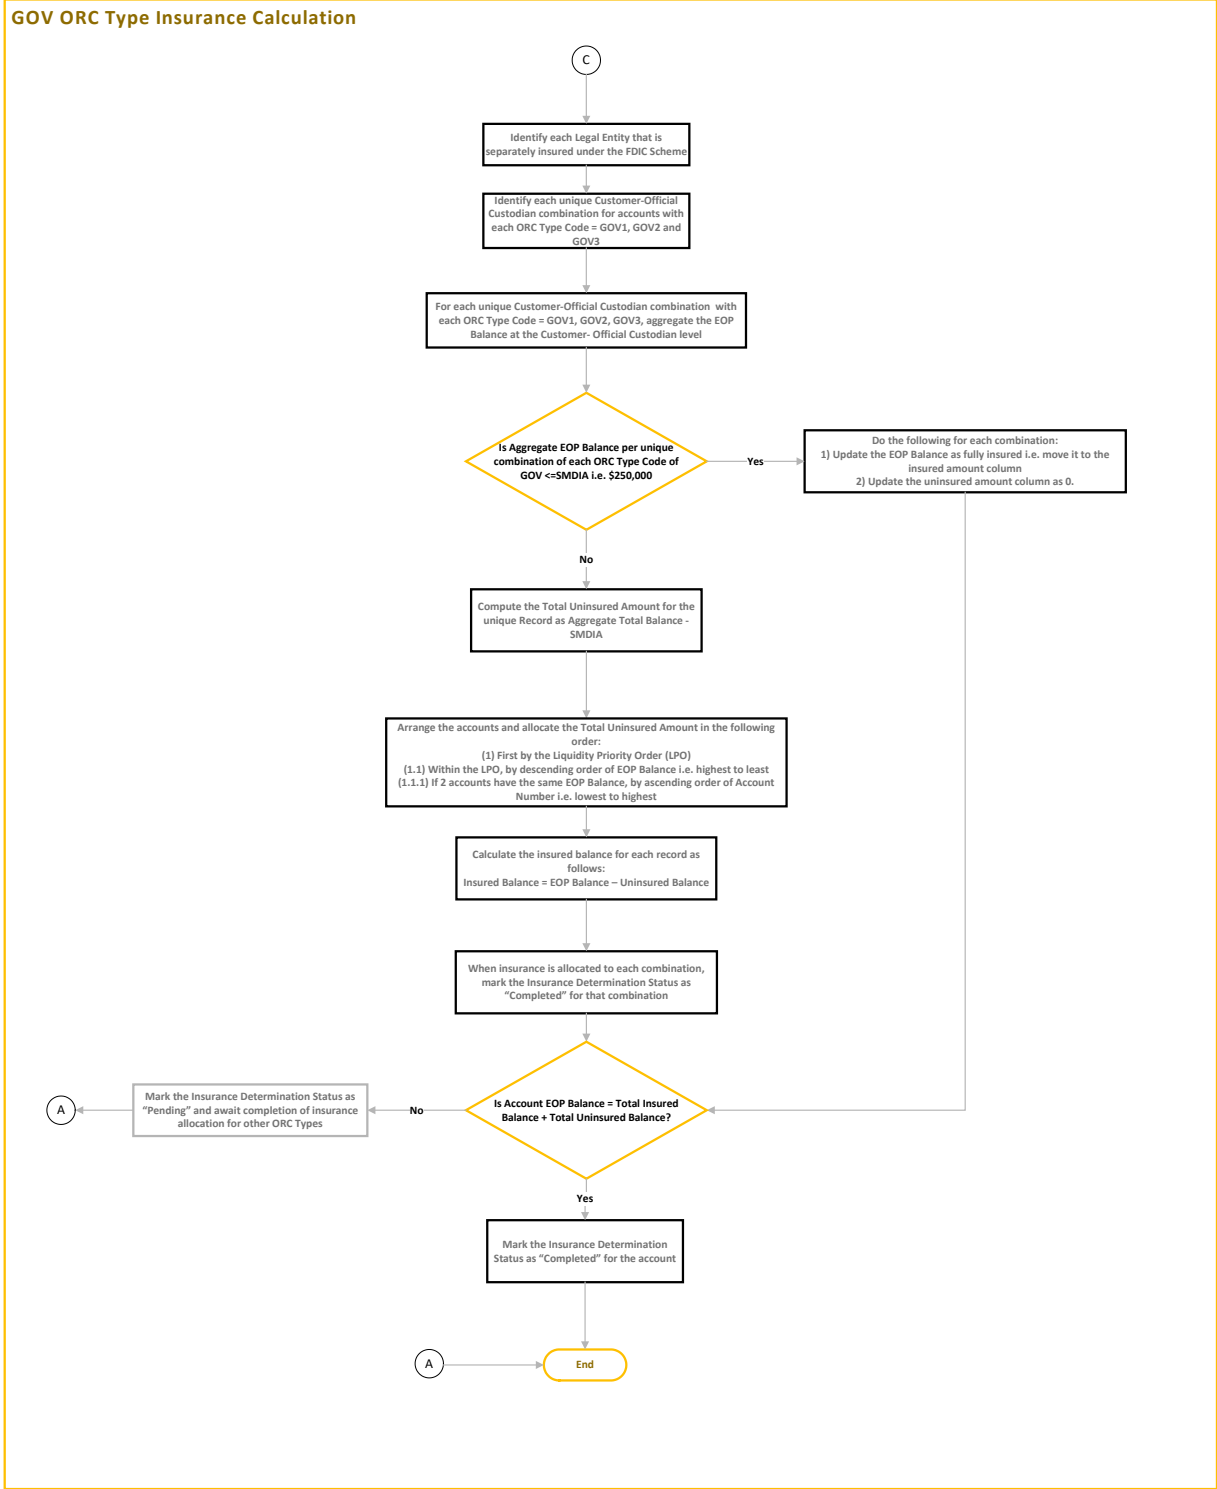 GOV ORC Type Insurance Calculation
C
Identify each Legal Entity that is
separately insured under the FDIC Scheme
Identify each unique Customer-Official
Custodian combination for accounts with
each ORC Type Code = GOV1, GOV2 and
GOV3
For each unique Customer-Official Custodian combination  with
each ORC Type Code = GOV1, GOV2, GOV3, aggregate the EOP
Balance at the Customer- Official Custodian level
Is Aggregate EOP Balance per unique
combination of each ORC Type Code of
GOV <=SMDIA i.e. $250,000
Yes
Do the following for each combination:
1) Update the EOP Balance as fully insured i.e. move it to the
insured amount column
2) Update the uninsured amount column as 0.
No
Compute the Total Uninsured Amount for the
unique Record as Aggregate Total Balance -
SMDIA
Arrange the accounts and allocate the Total Uninsured Amount in the following
order:
(1) First by the Liquidity Priority Order (LPO)
(1.1) Within the LPO, by descending order of EOP Balance i.e. highest to least
(1.1.1) If 2 accounts have the same EOP Balance, by ascending order of Account
Number i.e. lowest to highest
Calculate the insured balance for each record as
follows:
Insured Balance = EOP Balance – Uninsured Balance
When insurance is allocated to each combination,
mark the Insurance Determination Status as
“Completed” for that combination
Is Account EOP Balance = Total Insured
Balance + Total Uninsured Balance?
No
Mark the Insurance Determination Status as
“Pending” and await completion of insurance
allocation for other ORC Types
A
Yes
Mark the Insurance Determination
Status as “Completed” for the account
A
End